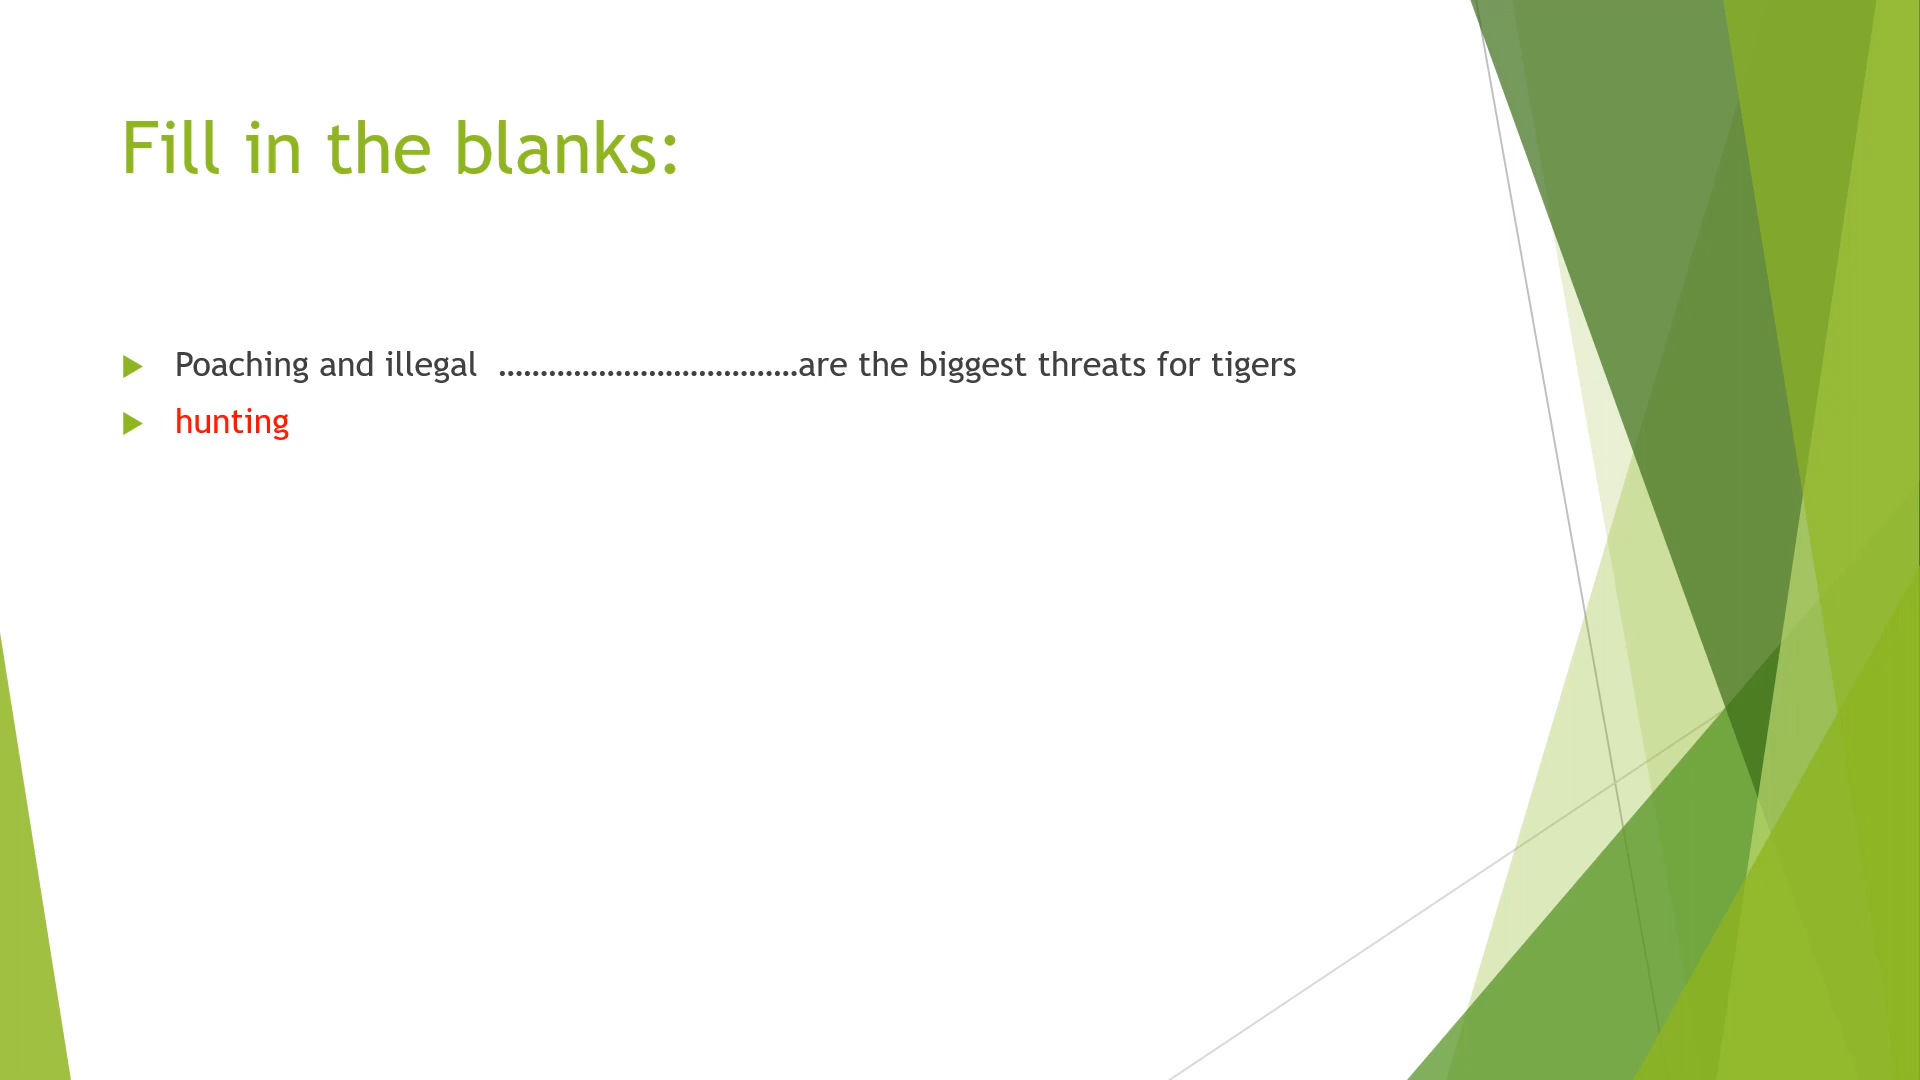 Fill in the blanks:
Poaching and illegal ....................................are the biggest threats for tigers
hunting